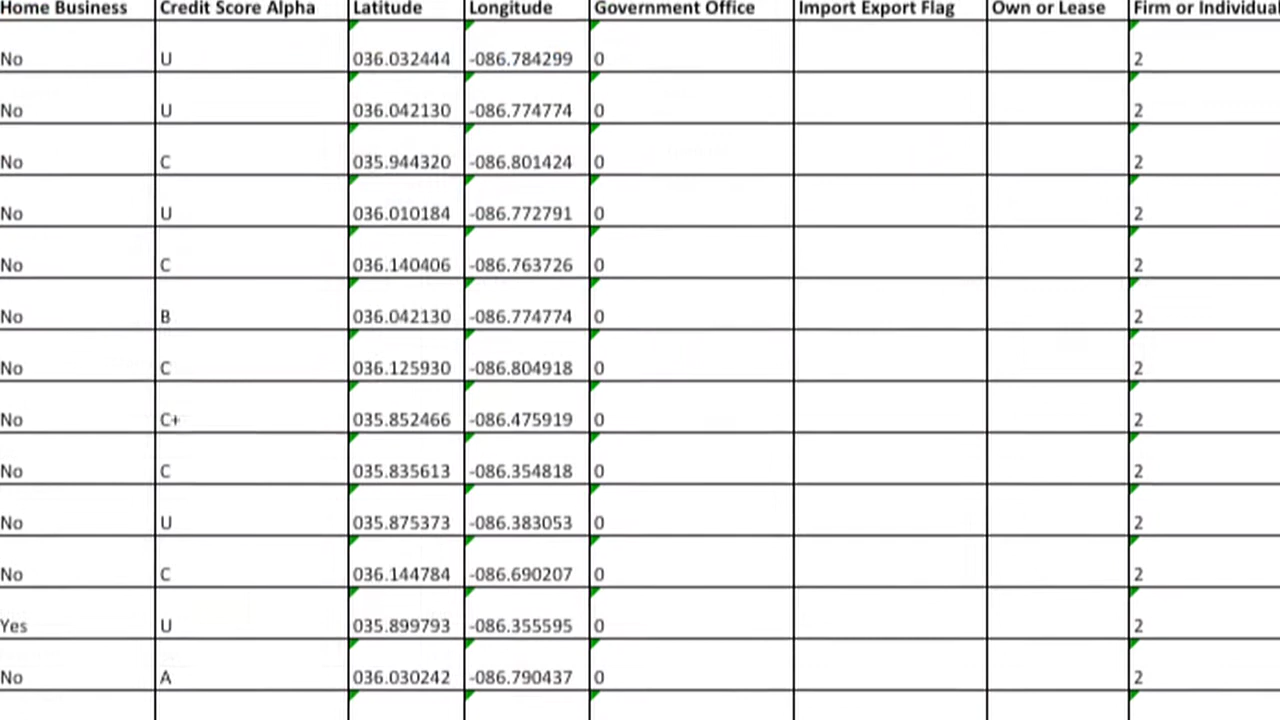 Home Business Credit Score Alpha Latitude Longitude Government Office Import Export Flag Own or Lease Firm or Individual
No U 036.032444 -086.784299 0 2
No U 036.042130 -086.774774 0 2
No C 035.944320 -086.801424 0 2
No U 036.010184 -086.772791 0 2
No C 036.140406 -086.763726 0 2
No B 036.042130 -086.774774 0 2
No C 036.125930 -086.804918 0 2
No C+ 035.852466 -086.475919 0 2
No C 035.835613 -086.354818 0 2
No U 035.875373 -086.383053 0 2
No C 036.144784 -086.690207 0 2
Yes U 035.899793 -086.355595 0 2
No A 036.030242 -086.790437 0 2